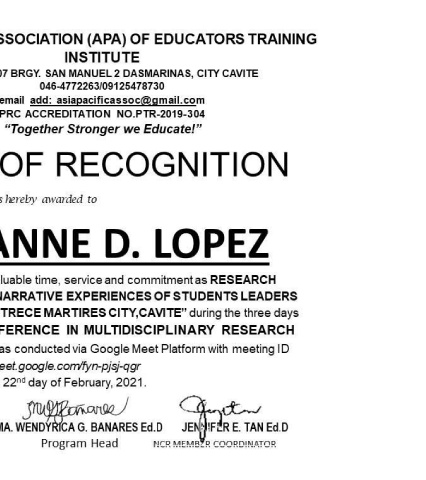 SSOCIATION (APA) OF EDUCATORS TRAINING
INSTITUTE
07 BRGY. SAN MANUEL 2 DASMARINAS, CITY CAVITE
046-4772263/09125478730
email add: asiapacificassoc@gmail.com
PRC ACCREDITATION NO.PTR-2019-304
“Together Stronger we Educate!”
OF RECOGNITION
s hereby awarded to
ANNE D. LOPEZ
luable time, service and commitment as RESEARCH
NARRATIVE EXPERIENCES OF STUDENTS LEADERS
TRECE MARTIRES CITY,CAVITE” during the three days
FERENCE IN MULTIDISCIPLINARY RESEARCH
as conducted via Google Meet Platform with meeting ID
eet.google.com/fyn-pjsj-qgr
22nd day of February, 2021.
MA. WENDYRICA G. BANARES Ed.D JENNIFER E. TAN Ed.D
Program Head NCR MEMBER COORDINATOR